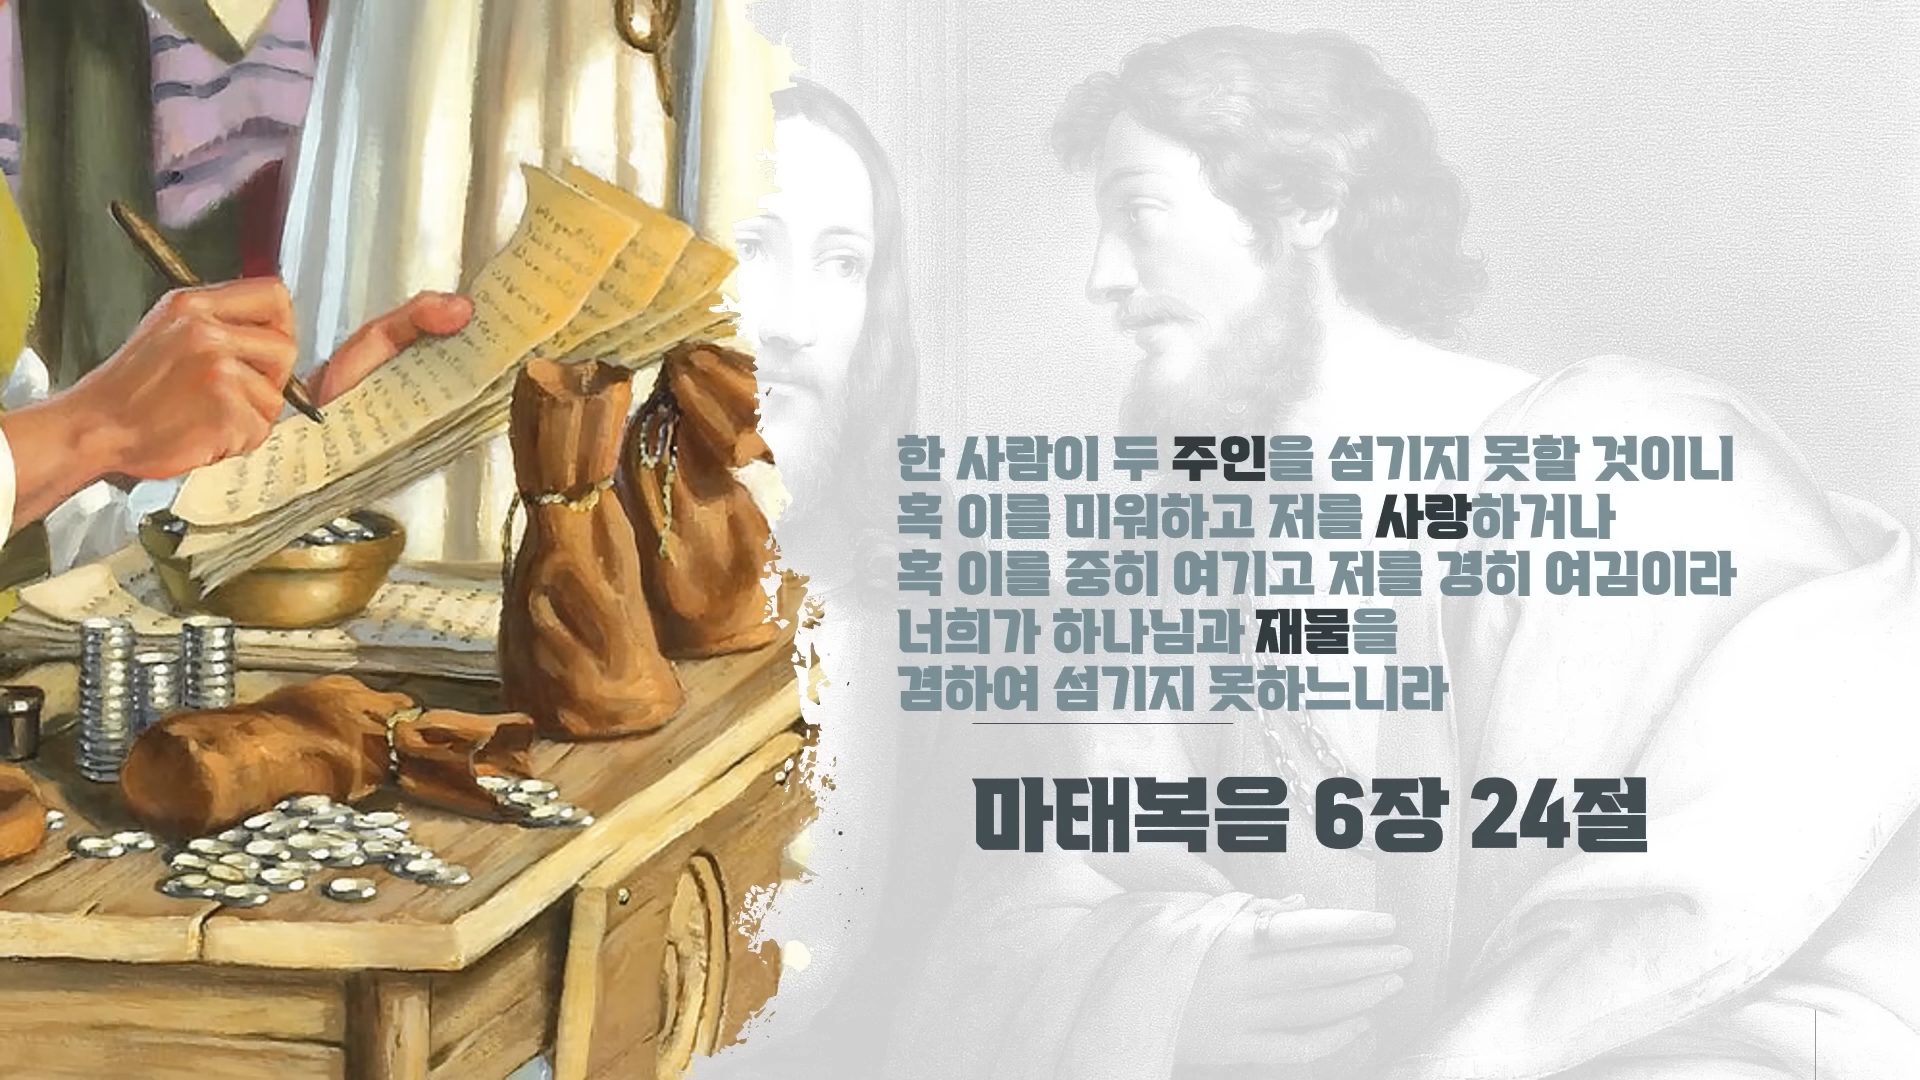 한 사람이 두 주인을 섬기지 못할 것이니
혹 이를 미워하고 저를 사랑하거나
혹 이를 중히 여기고 저를 경히 여김이라
너희가 하나님과 재물을
겸하여 섬기지 못하느니라
마태복음 6장 24절